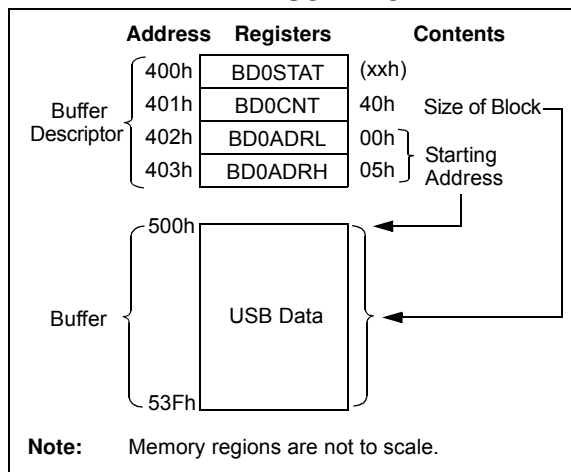 Address Registers Contents
400h BD0STAT (xxh)
401h BD0CNT 40h Size of Block
Buffer
Descriptor
402h BD0ADRL 00h
403h BD0ADRH 05h
Starting
Address
500h
Buffer USB Data
53Fh
Note: Memory regions are not to scale.